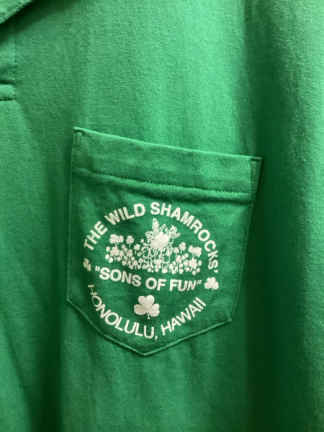 THE WILD SHAMROCKS'
"SONS OF FUN"
HONOLULU, HAWAII